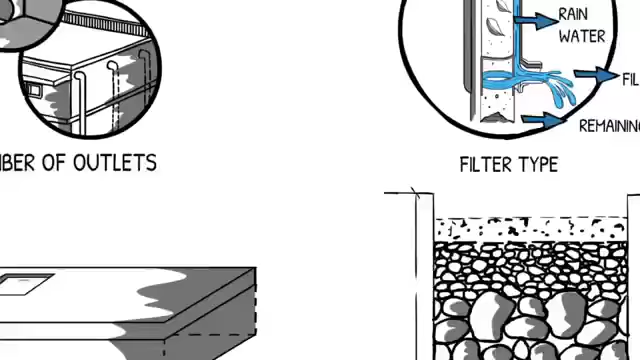 RAIN
WATER
FIL
REMAINING
BER OF OUTLETS
FILTER TYPE